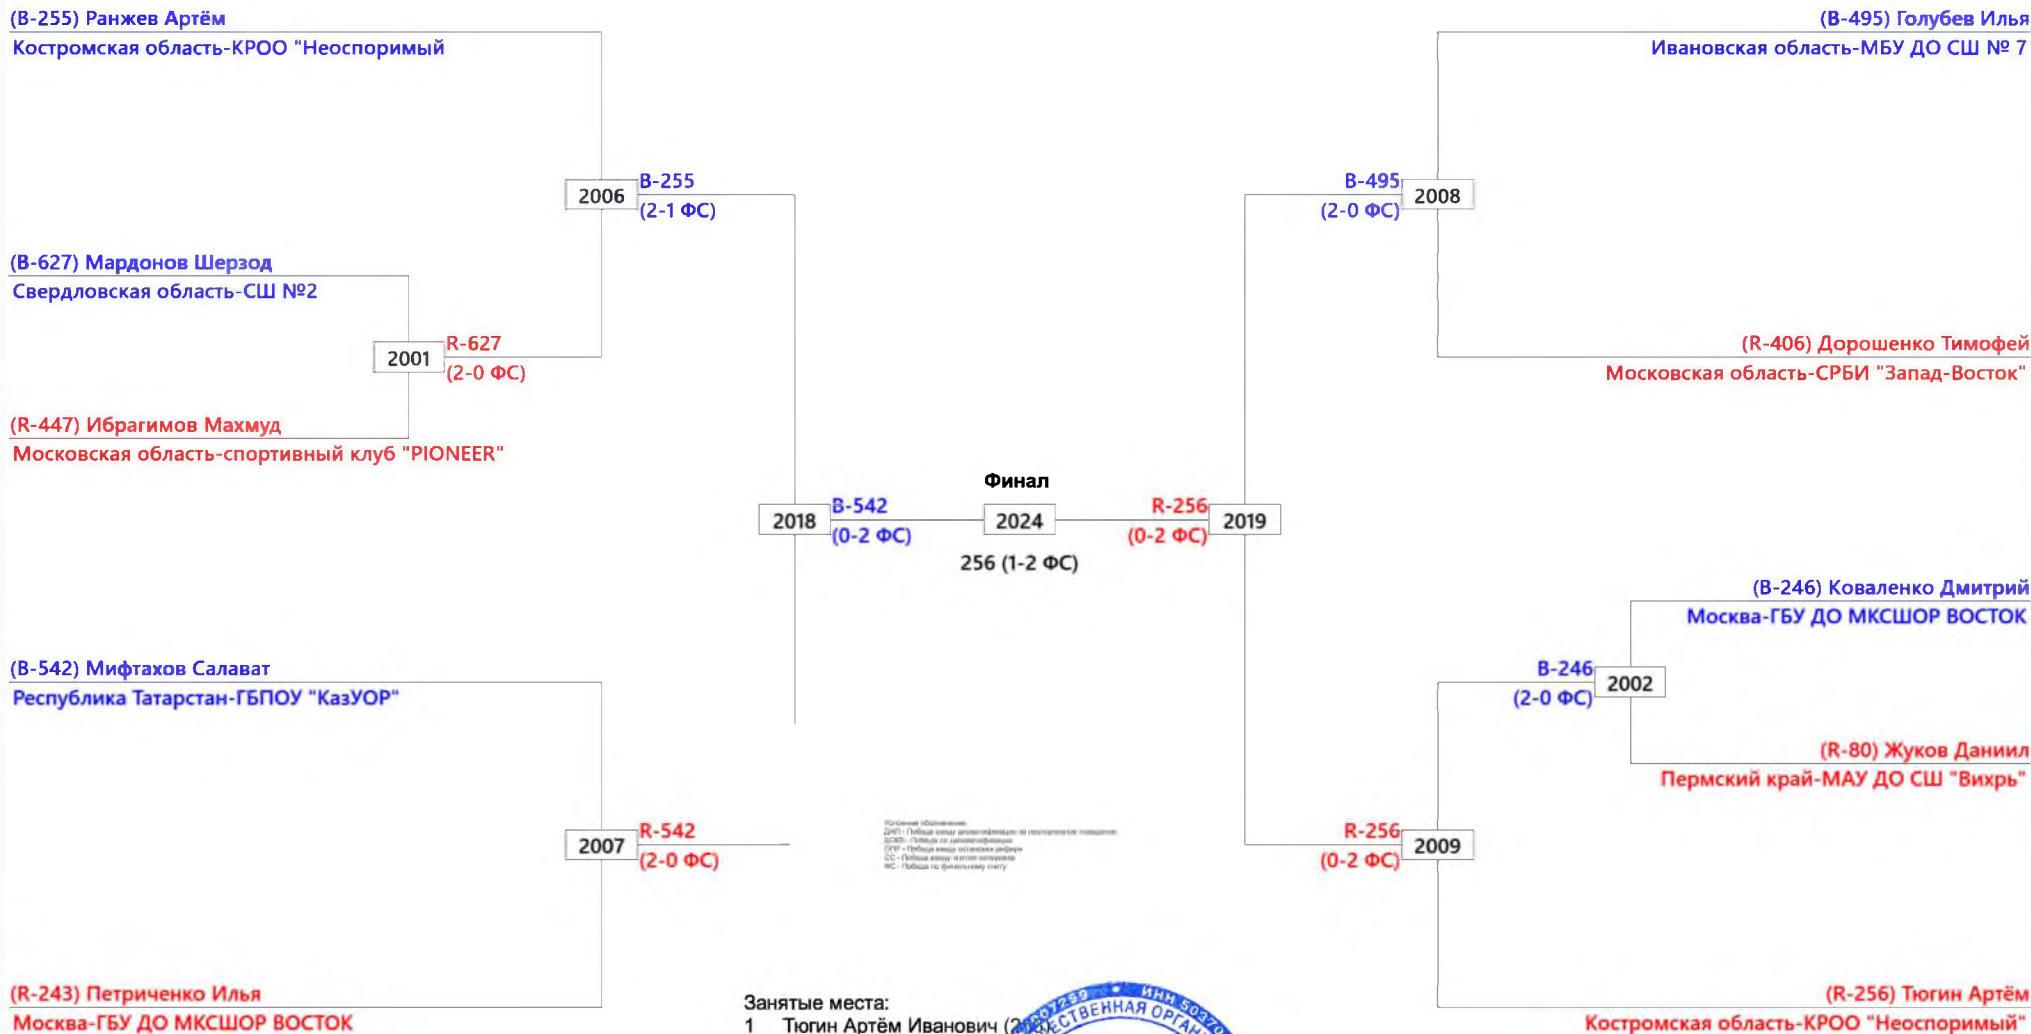 (B-255) Ранжев Артём
Костромская область-КРОО "Неоспоримый
2006
B-255
(2-1 ФС)
(B-627) Мардонов Шерзод
Свердловская область-СШ №2
2001
R-627
(2-0 ФС)
(R-447) Ибрагимов Махмуд
Московская область-спортивный клуб "PIONEER"
2018
B-542
(0-2 ФС)
(B-542) Мифтахов Салават
Республика Татарстан-ГБПОУ "КазУОР"
2007
R-542
(2-0 ФС)
(R-243) Петриченко Илья
Москва-ГБУ ДО МКСШОР ВОСТОК
Финал
2024
256 (1-2 ФС)
(B-495) Голубев Илья
Ивановская область-МБУ ДО СШ № 7
B-495
(2-0 ФС)
2008
(R-406) Дорошенко Тимофей
Московская область-СРБИ "Запад-Восток"
R-256
(0-2 ФС)
2019
(B-246) Коваленко Дмитрий
Москва-ГБУ ДО МКСШОР ВОСТОК
B-246
(2-0 ФС)
2002
(R-80) Жуков Даниил
Пермский край-МАУ ДО СШ "Вихрь"
R-256
(0-2 ФС)
2009
(R-256) Тюгин Артём
Костромская область-КРОО "Неоспоримый"
Занятые места:
1 Тюгин Артём Иванович